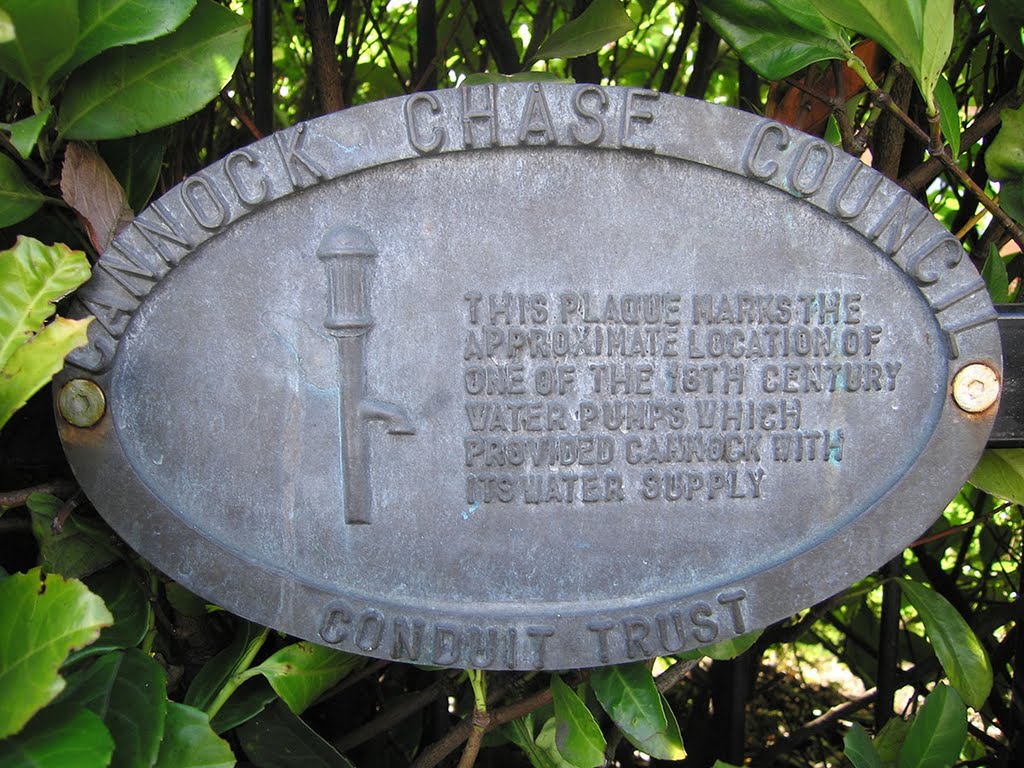 CANNOCK CHASE COUNCIL
THIS PLAQUE MARKS THE
APPROXIMATE LOCATION OF
ONE OF THE 18TH CENTURY
WATER PUMPS WHICH
PROVIDED CANNOCK WITH
ITS WATER SUPPLY
CONDUIT TRUST